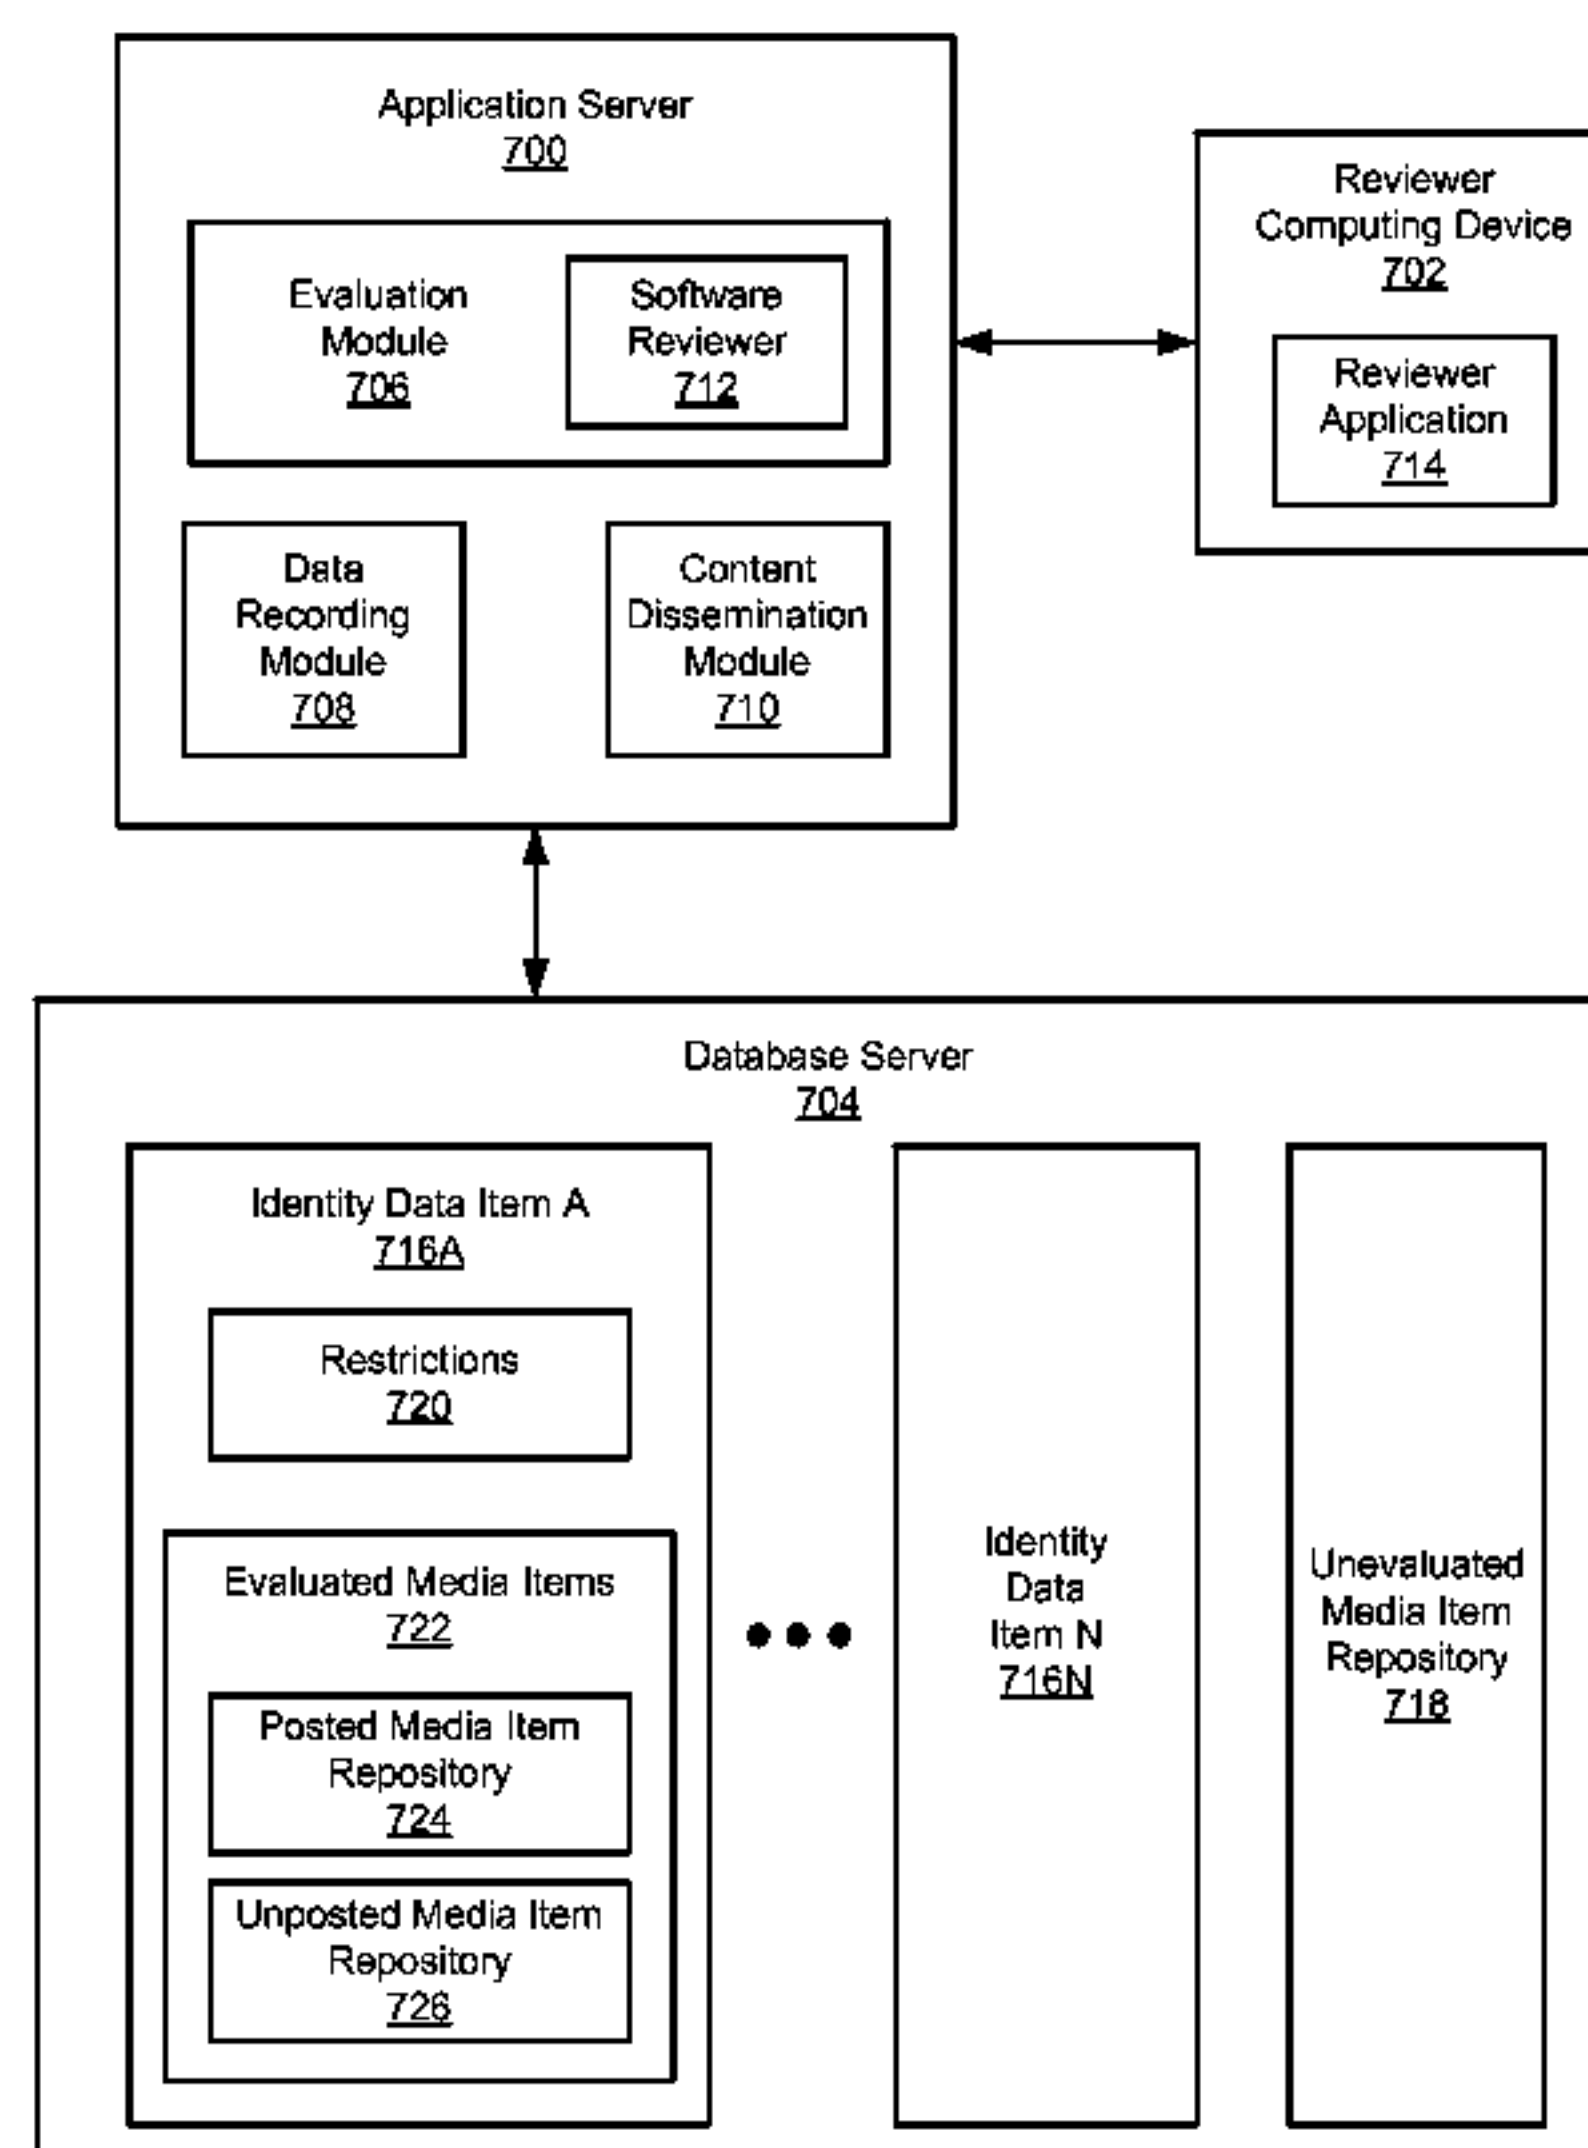 Application Server
700
Evaluation
Module
706
Software
Reviewer
712
Data
Recording
Module
708
Content
Dissemination
Module
710
Reviewer
Computing Device
702
Reviewer
Application
714
Database Server
704
Identity Data Item A
716A
Restrictions
720
Evaluated Media Items
722
Posted Media Item
Repository
724
Unposted Media Item
Repository
726
Identity
Data
Item N
716N
Unevaluated
Media Item
Repository
718